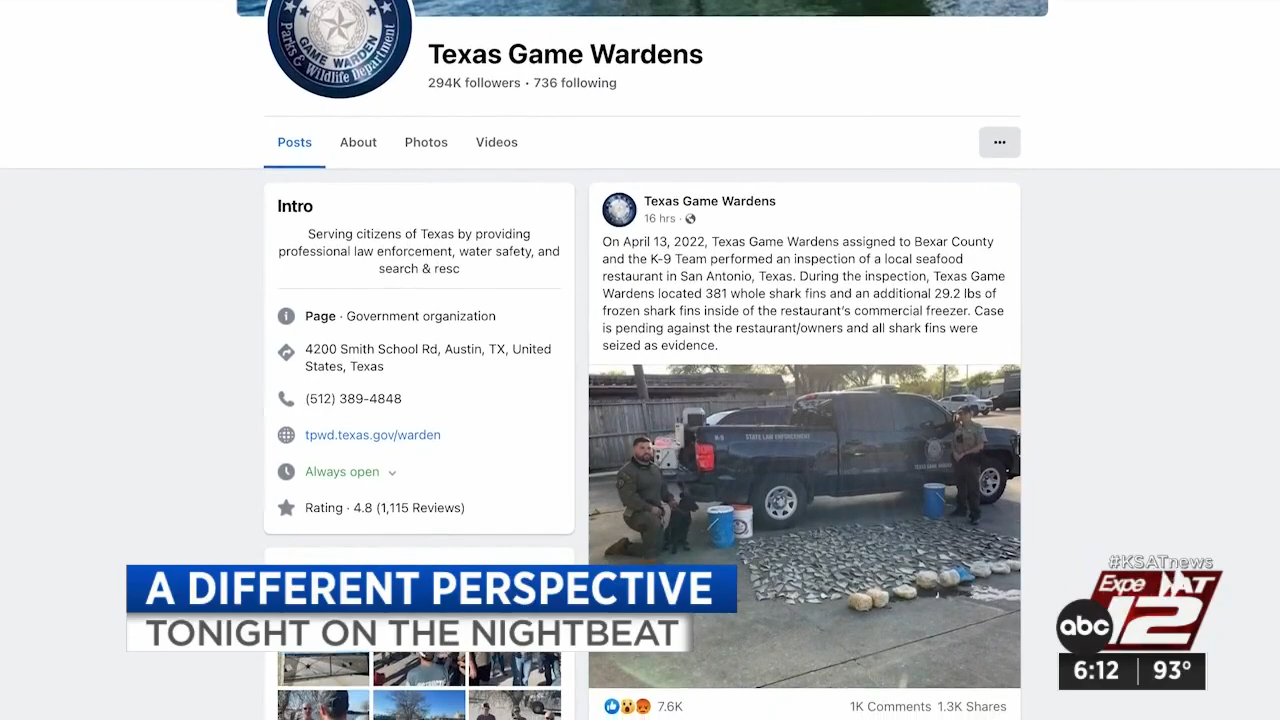 GAME WARDEN
Parks & Wildlife Department
Texas Game Wardens
294K followers • 736 following
Posts
About
Photos
Videos
Intro
Serving citizens of Texas by providing
professional law enforcement, water safety, and
search & resc
Page · Government organization
4200 Smith School Rd, Austin, TX, United
States, Texas
(512) 389-4848
tpwd.texas.gov/warden
Always open
Rating · 4.8 (1,115 Reviews)
Texas Game Wardens
16 hrs ·
On April 13, 2022, Texas Game Wardens assigned to Bexar County
and the K-9 Team performed an inspection of a local seafood
restaurant in San Antonio, Texas. During the inspection, Texas Game
Wardens located 381 whole shark fins and an additional 29.2 lbs of
frozen shark fins inside of the restaurant's commercial freezer. Case
is pending against the restaurant/owners and all shark fins were
seized as evidence.
K-9
STATE LAW ENFORCEMENT
7.6K
1K Comments 1.3K Shares
A DIFFERENT PERSPECTIVE
TONIGHT ON THE NIGHTBEAT
#KSATnews
abc
12
6:12
93°